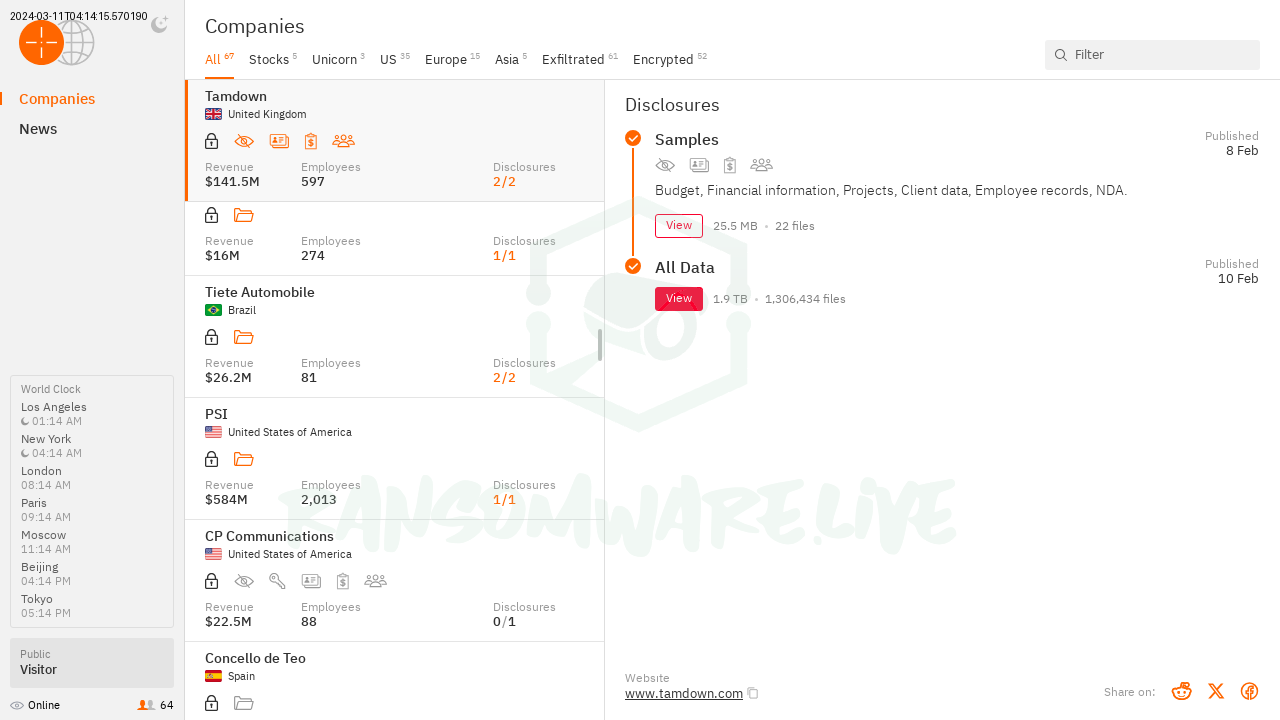 2024-03-11T04:14:15.570190
Companies
News
World Clock
Los Angeles
01:14 AM
New York
04:14 AM
London
08:14 AM
Paris
09:14 AM
Moscow
11:14 AM
Beijing
04:14 PM
Tokyo
05:14 PM
Public
Visitor
Online 64
Companies
All 67 Stocks 5 Unicorn 3 US 35 Europe 15 Asia 5 Exfiltrated 61 Encrypted 52
Filter
Tamdown
United Kingdom
Revenue Employees Disclosures
$141.5M 597 2/2
Revenue Employees Disclosures
$16M 274 1/1
Tiete Automobile
Brazil
Revenue Employees Disclosures
$26.2M 81 2/2
PSI
United States of America
Revenue Employees Disclosures
$584M 2,013 1/1
CP Communications
United States of America
Revenue Employees Disclosures
$22.5M 88 0/1
Concello de Teo
Spain
Disclosures
Samples
Published
8 Feb
Budget, Financial information, Projects, Client data, Employee records, NDA.
View 25.5 MB • 22 files
All Data
Published
10 Feb
View 1.9 TB • 1,306,434 files
RANSOMWARE.LIVE
Website
www.tamdown.com
Share on: